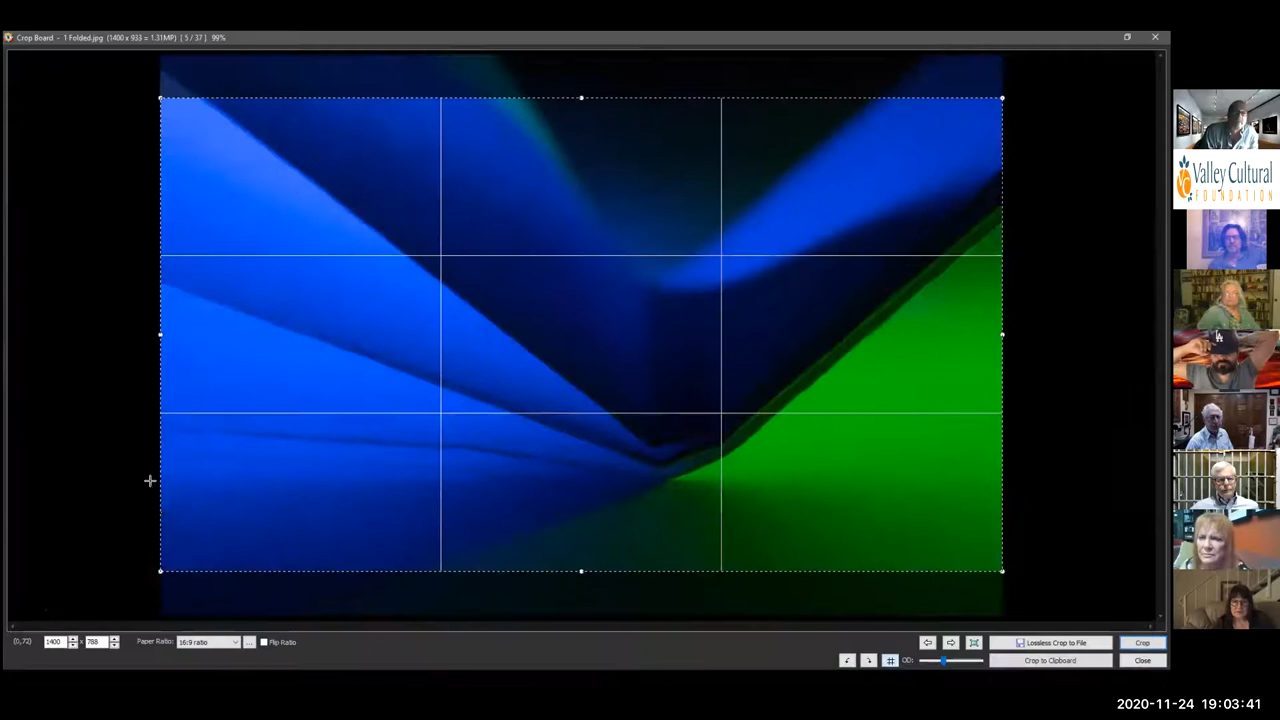 Crop Board - 1 Folded.jpg (1400 x 933 = 1.31MP) [ 5 / 37 ] 99%
Valley Cultural
FOUNDATION
LA
(0,72) 1400 x 788 Paper Ratio: 16:9 ratio ... Flip Ratio Lossless Crop to File Crop
OD: Crop to Clipboard Close
2020-11-24 19:03:41